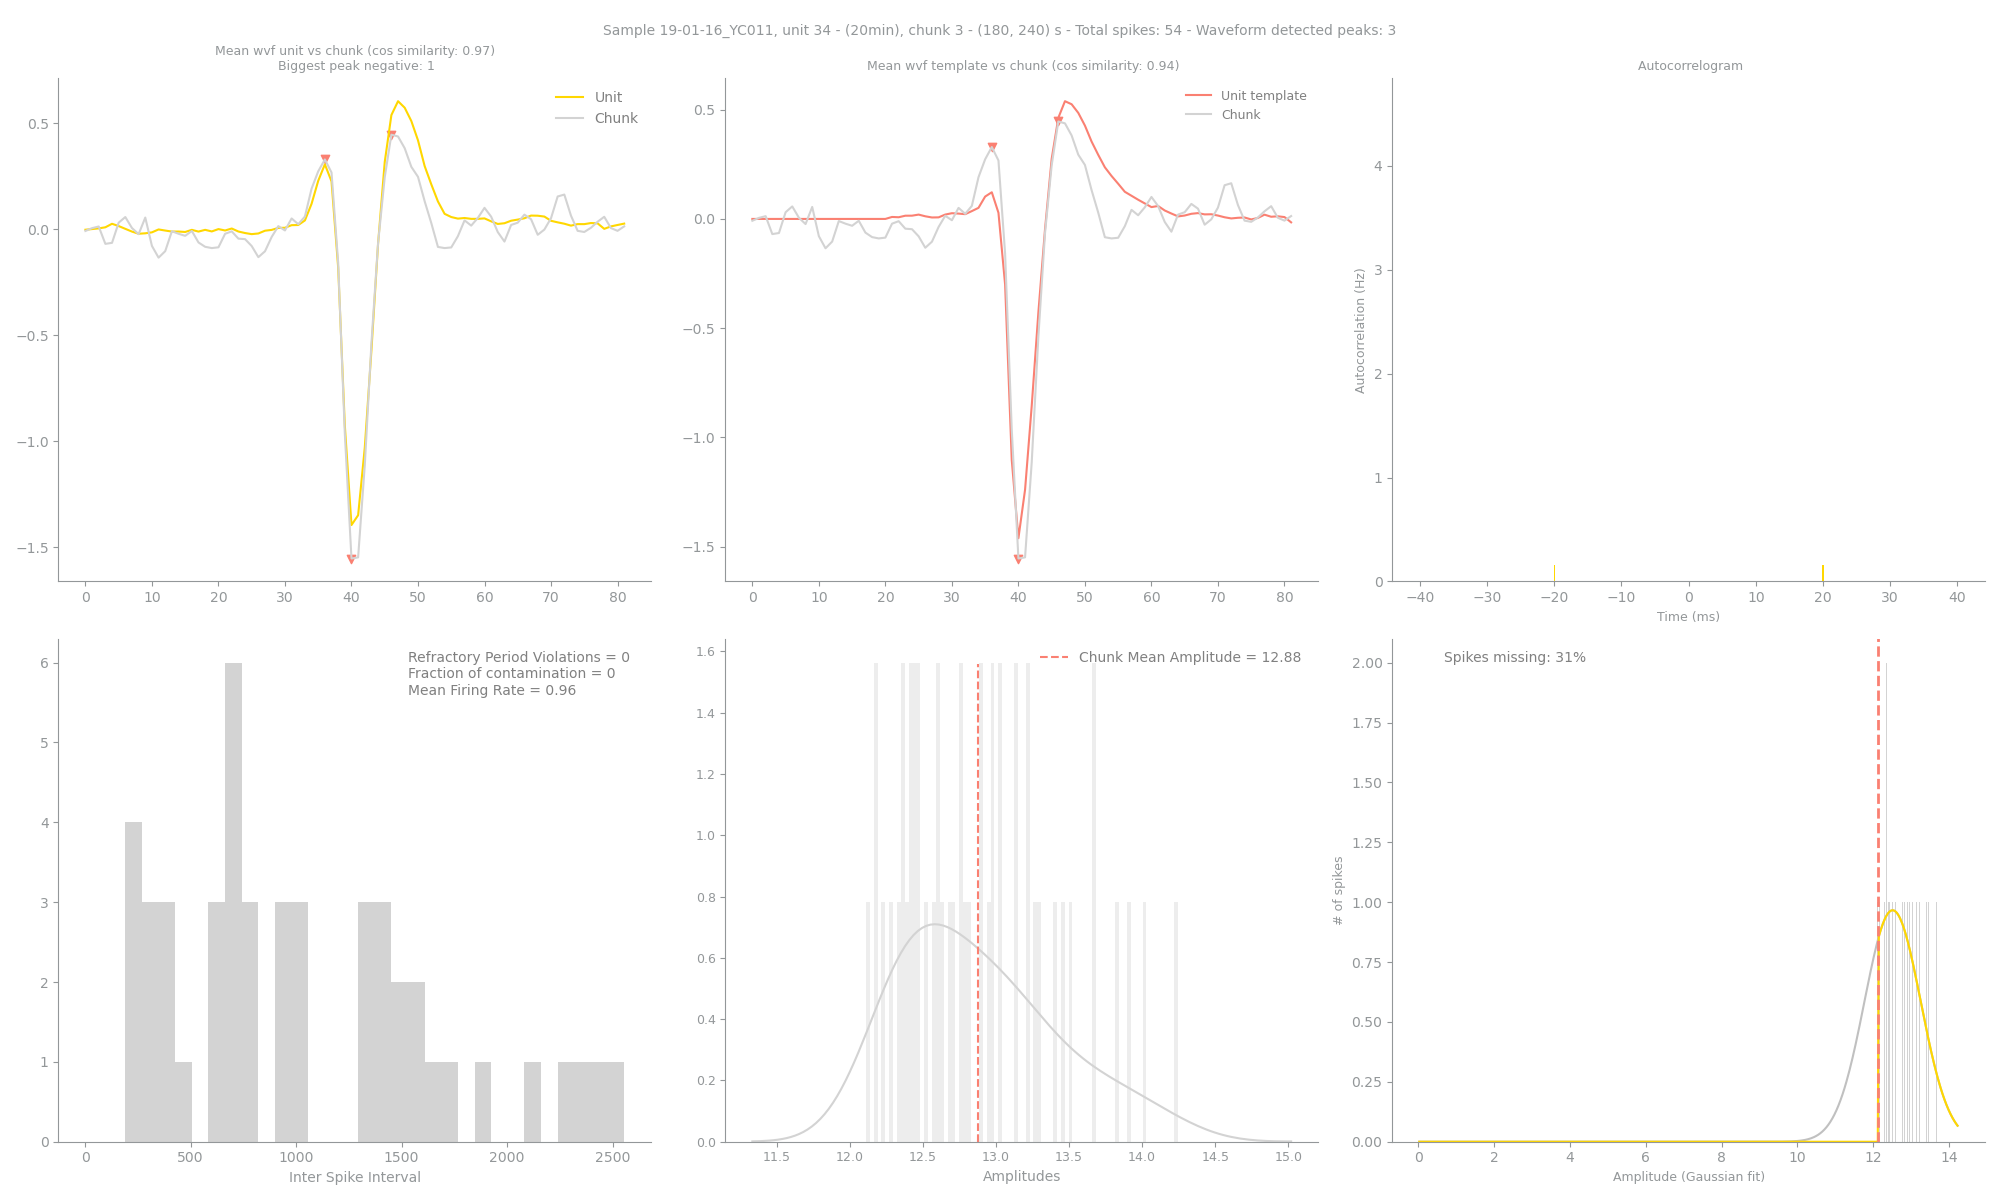 Sample 19-01-16_YC011, unit 34 - (20min), chunk 3 - (180, 240) s - Total spikes: 54 - Waveform detected peaks: 3
Mean wvf unit vs chunk (cos similarity: 0.97)
Biggest peak negative: 1
Unit
Chunk
0.5
0.0
−0.5
−1.0
−1.5
0 10 20 30 40 50 60 70 80
Mean wvf template vs chunk (cos similarity: 0.94)
Unit template
Chunk
0.5
0.0
−0.5
−1.0
−1.5
0 10 20 30 40 50 60 70 80
Autocorrelogram
Autocorrelation (Hz)
4
3
2
1
0
−40 −30 −20 −10 0 10 20 30 40
Time (ms)
Refractory Period Violations = 0
Fraction of contamination = 0
Mean Firing Rate = 0.96
6
5
4
3
2
1
0
0 500 1000 1500 2000 2500
Inter Spike Interval
Chunk Mean Amplitude = 12.88
1.6
1.4
1.2
1.0
0.8
0.6
0.4
0.2
0.0
11.5 12.0 12.5 13.0 13.5 14.0 14.5 15.0
Amplitudes
Spikes missing: 31%
# of spikes
2.00
1.75
1.50
1.25
1.00
0.75
0.50
0.25
0.00
0 2 4 6 8 10 12 14
Amplitude (Gaussian fit)